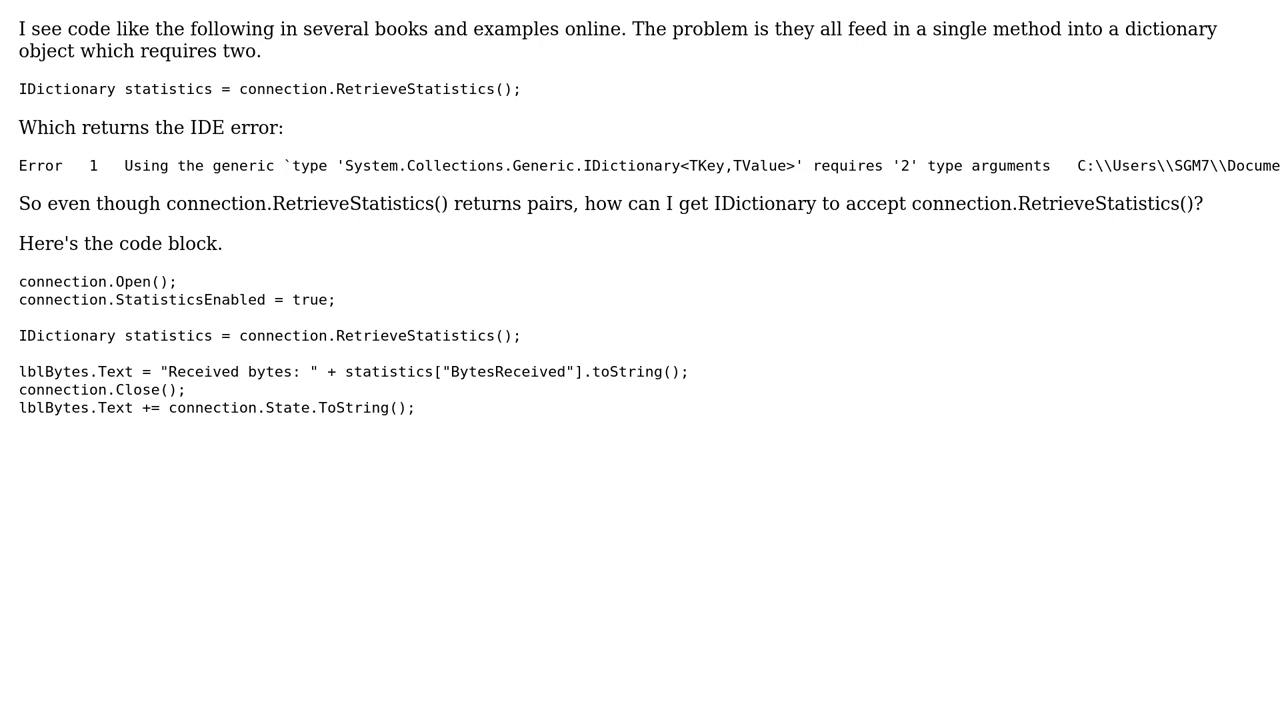 I see code like the following in several books and examples online. The problem is they all feed in a single method into a dictionary
object which requires two.
IDictionary statistics = connection.RetrieveStatistics();
Which returns the IDE error:
Error   1   Using the generic `type 'System.Collections.Generic.IDictionary<TKey,TValue>' requires '2' type arguments   C:\\Users\\SGM7\\Docume
So even though connection.RetrieveStatistics() returns pairs, how can I get IDictionary to accept connection.RetrieveStatistics()?
Here's the code block.
connection.Open();
connection.StatisticsEnabled = true;
IDictionary statistics = connection.RetrieveStatistics();
lblBytes.Text = "Received bytes: " + statistics["BytesReceived"].toString();
connection.Close();
lblBytes.Text += connection.State.ToString();